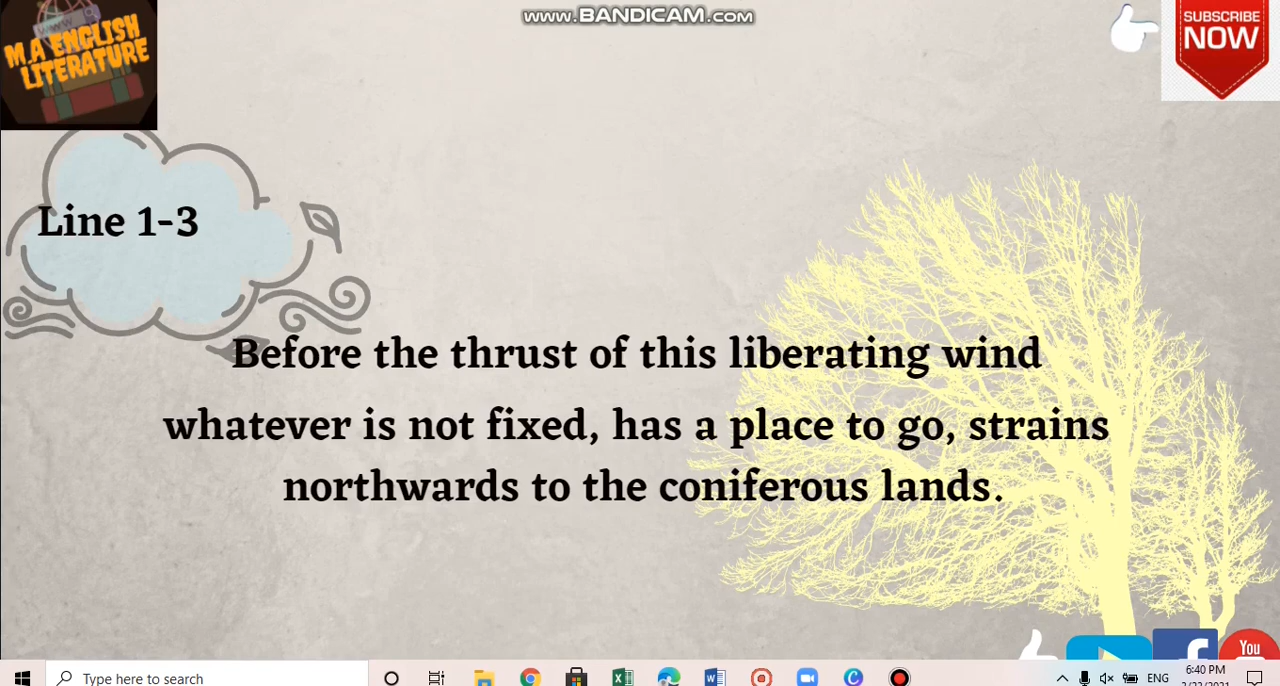 www.BANDICAM.com
M.A ENGLISH
LITERATURE
SUBSCRIBE
NOW
Line 1-3
Before the thrust of this liberating wind
whatever is not fixed, has a place to go, strains
northwards to the coniferous lands.
You
Type here to search
ENG
6:40 PM